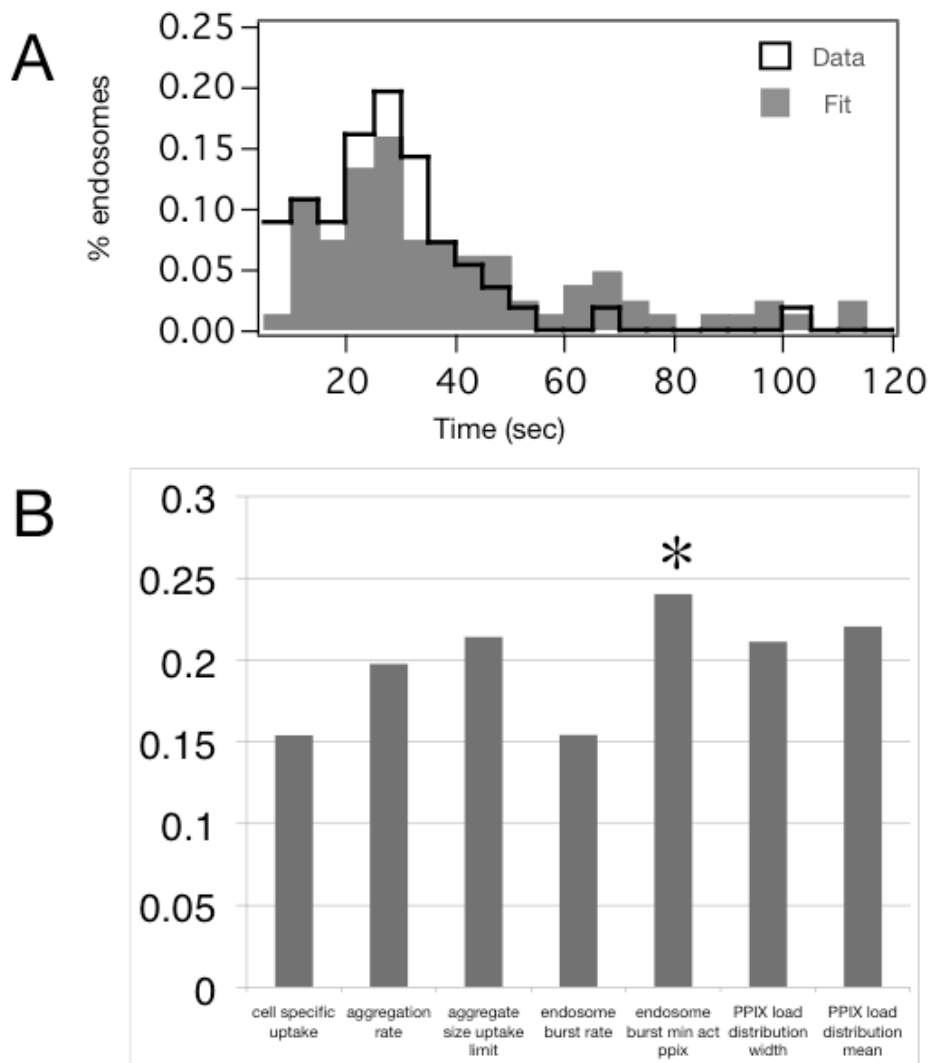 A
% endosomes
0.25
0.20
0.15
0.10
0.05
0.00
Data
Fit
20 40 60 80 100 120
Time (sec)
B
0.3
0.25
0.2
0.15
0.1
0.05
0
*
cell specific
uptake
aggregation
rate
aggregate
size uptake
limit
endosome
burst rate
endosome
burst min act
ppix
PPIX load
distribution
width
PPIX load
distribution
mean